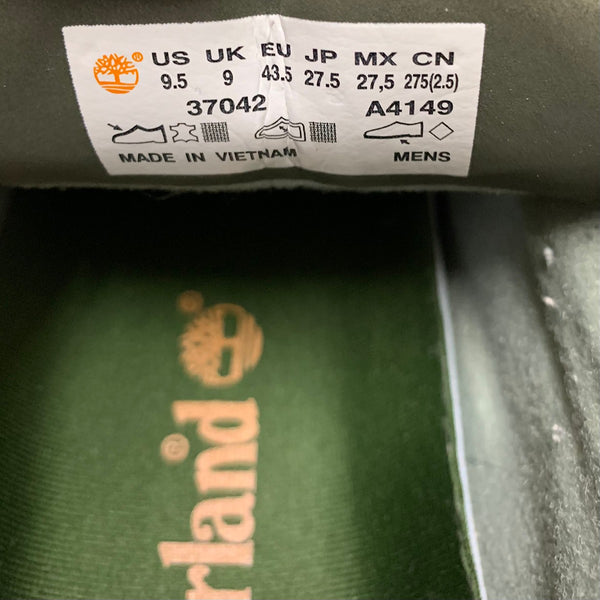 ® US UK EU JP MX CN
9.5 9 43.5 27.5 27,5 275(2.5)
37042 A4149
MADE IN VIETNAM MENS
®
rland®